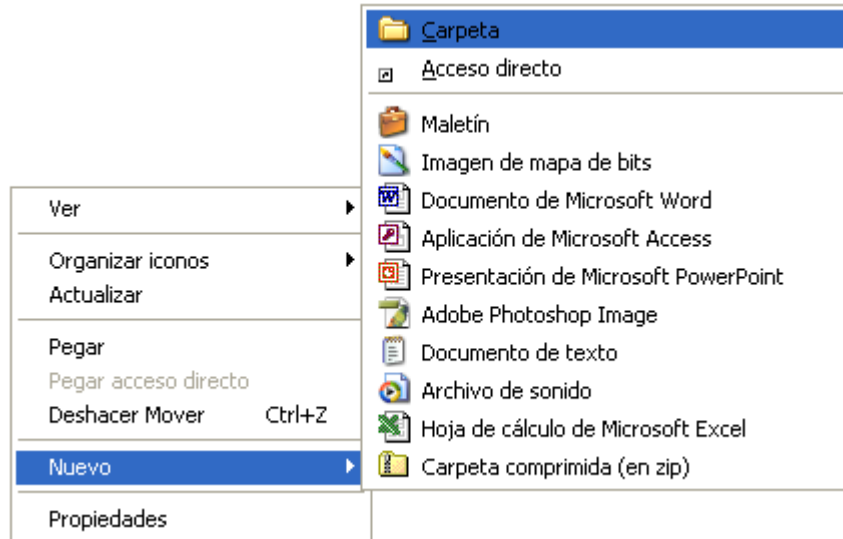 Ver
Organizar iconos
Actualizar
Pegar
Pegar acceso directo
Deshacer Mover Ctrl+Z
Nuevo
Propiedades
Carpeta
Acceso directo
Maletín
Imagen de mapa de bits
Documento de Microsoft Word
Aplicación de Microsoft Access
Presentación de Microsoft PowerPoint
Adobe Photoshop Image
Documento de texto
Archivo de sonido
Hoja de cálculo de Microsoft Excel
Carpeta comprimida (en zip)